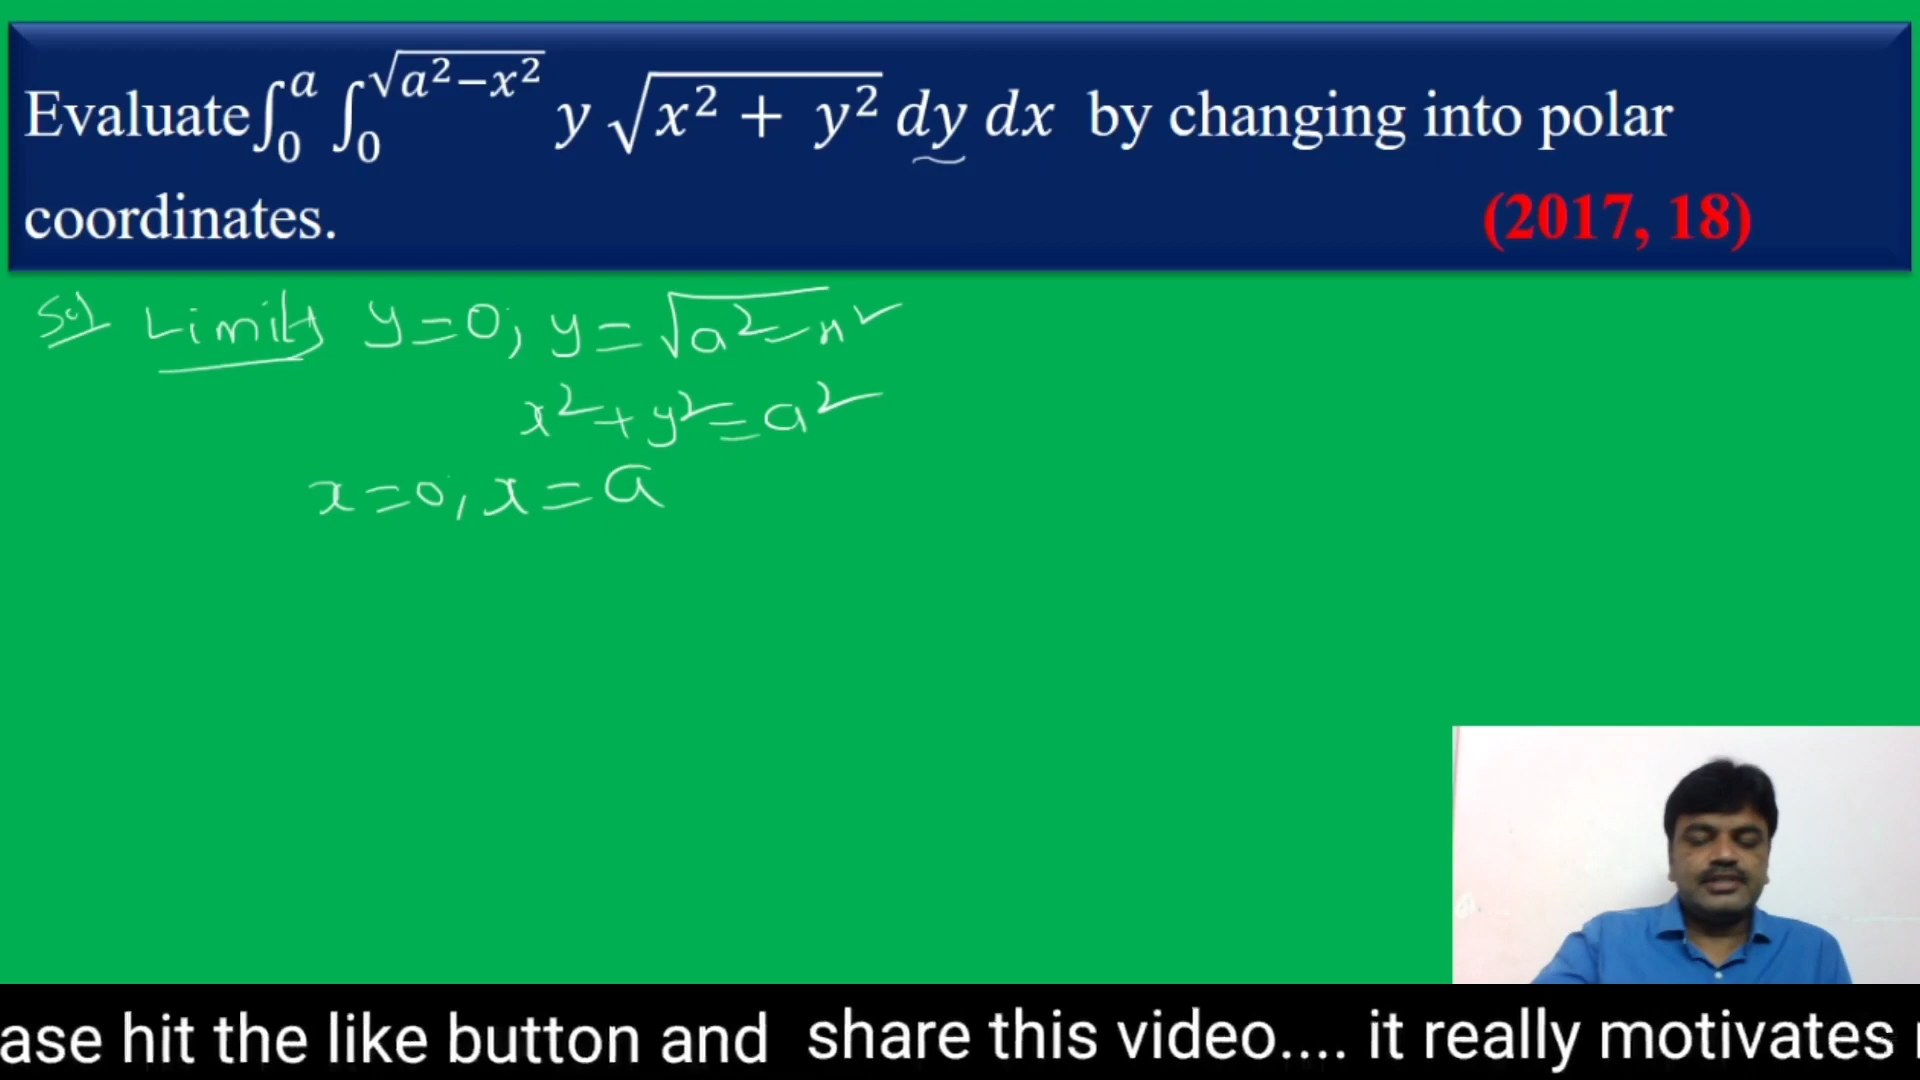 Evaluate ∫₀ᵃ ∫₀^√(a²−x²) y √(x² + y²) dy dx by changing into polar
coordinates. (2017, 18)
Sol Limits y=0; y=√(a²−x²)
x²+y²=a²
x=0, x=a
ase hit the like button and share this video.... it really motivates